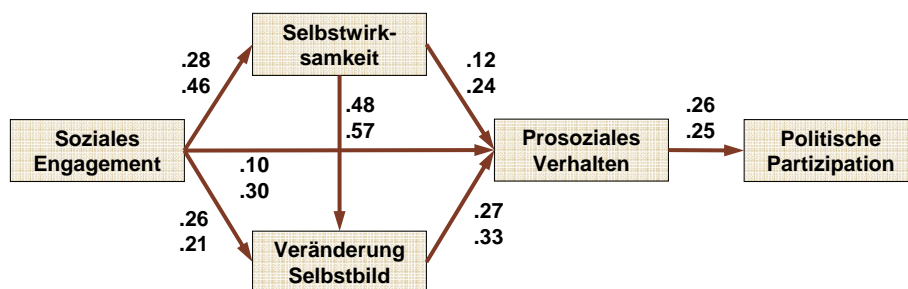 Selbstwirk-
samkeit
.28
.46
.12
.24
.48
.57
Soziales
Engagement
.10
.30
Prosoziales
Verhalten
.26
.25
Politische
Partizipation
.26
.21
Veränderung
Selbstbild
.27
.33